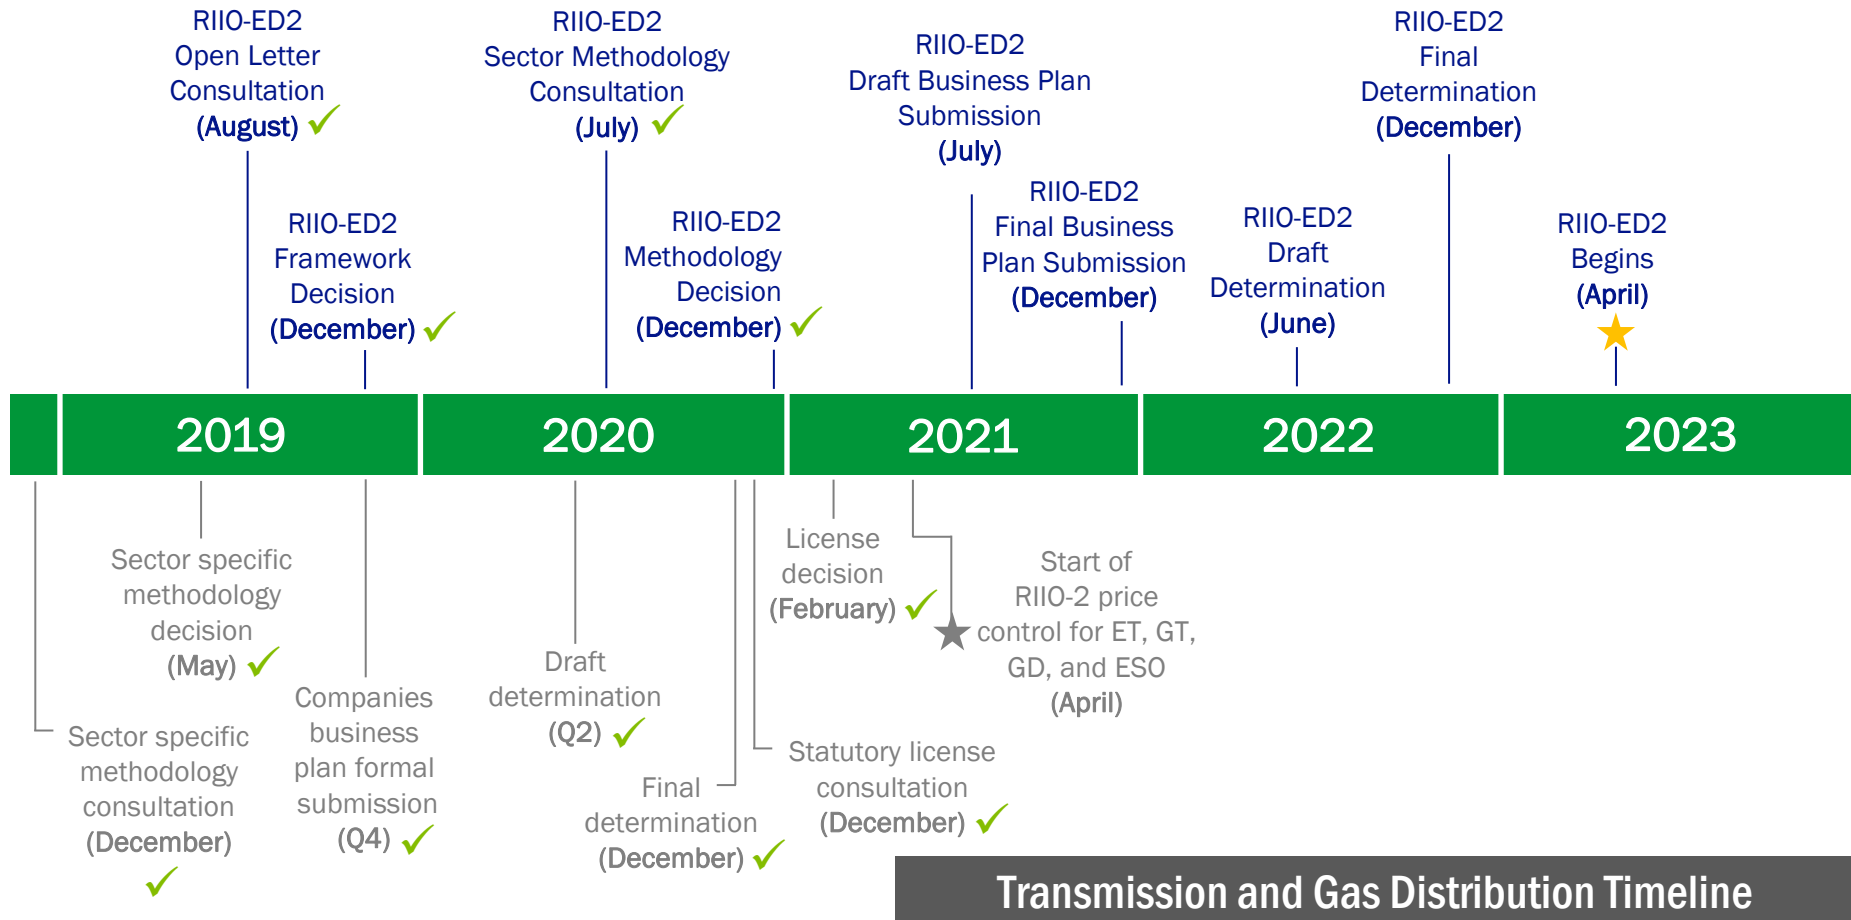 RIIO-ED2
Open Letter
Consultation
(August)
RIIO-ED2
Framework
Decision
(December)
RIIO-ED2
Sector Methodology
Consultation
(July)
RIIO-ED2
Methodology
Decision
(December)
RIIO-ED2
Draft Business Plan
Submission
(July)
RIIO-ED2
Final Business
Plan Submission
(December)
RIIO-ED2
Draft
Determination
(June)
RIIO-ED2
Final
Determination
(December)
RIIO-ED2
Begins
(April)
2019
2020
2021
2022
2023
Sector specific
methodology
consultation
(December)
Sector specific
methodology
decision
(May)
Companies
business
plan formal
submission
(Q4)
Draft
determination
(Q2)
Final
determination
(December)
Statutory license
consultation
(December)
License
decision
(February)
Start of
RIIO-2 price
control for ET, GT,
GD, and ESO
(April)
Transmission and Gas Distribution Timeline